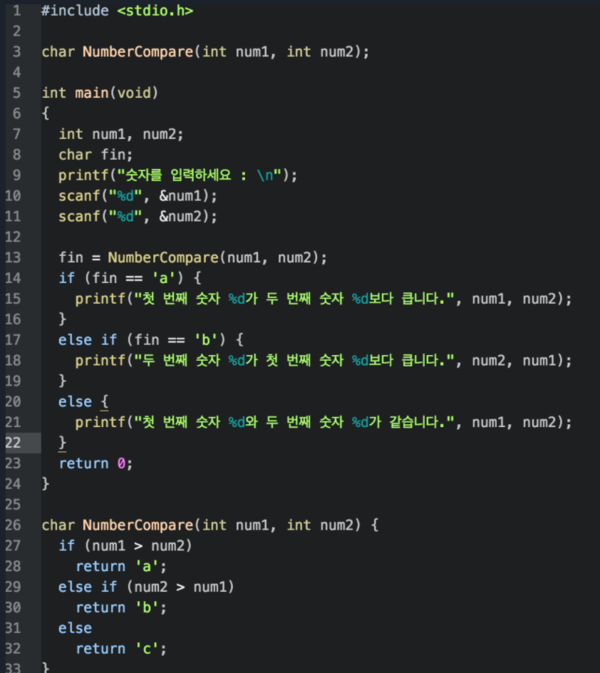 1 #include <stdio.h>
2
3 char NumberCompare(int num1, int num2);
4
5 int main(void)
6 {
7   int num1, num2;
8   char fin;
9   printf("숫자를 입력하세요 : \n");
10   scanf("%d", &num1);
11   scanf("%d", &num2);
12
13   fin = NumberCompare(num1, num2);
14   if (fin == 'a') {
15     printf("첫 번째 숫자 %d가 두 번째 숫자 %d보다 큽니다.", num1, num2);
16   }
17   else if (fin == 'b') {
18     printf("두 번째 숫자 %d가 첫 번째 숫자 %d보다 큽니다.", num2, num1);
19   }
20   else {
21     printf("첫 번째 숫자 %d와 두 번째 숫자 %d가 같습니다.", num1, num2);
22   }
23   return 0;
24 }
25
26 char NumberCompare(int num1, int num2) {
27   if (num1 > num2)
28     return 'a';
29   else if (num2 > num1)
30     return 'b';
31   else
32     return 'c';
33 }